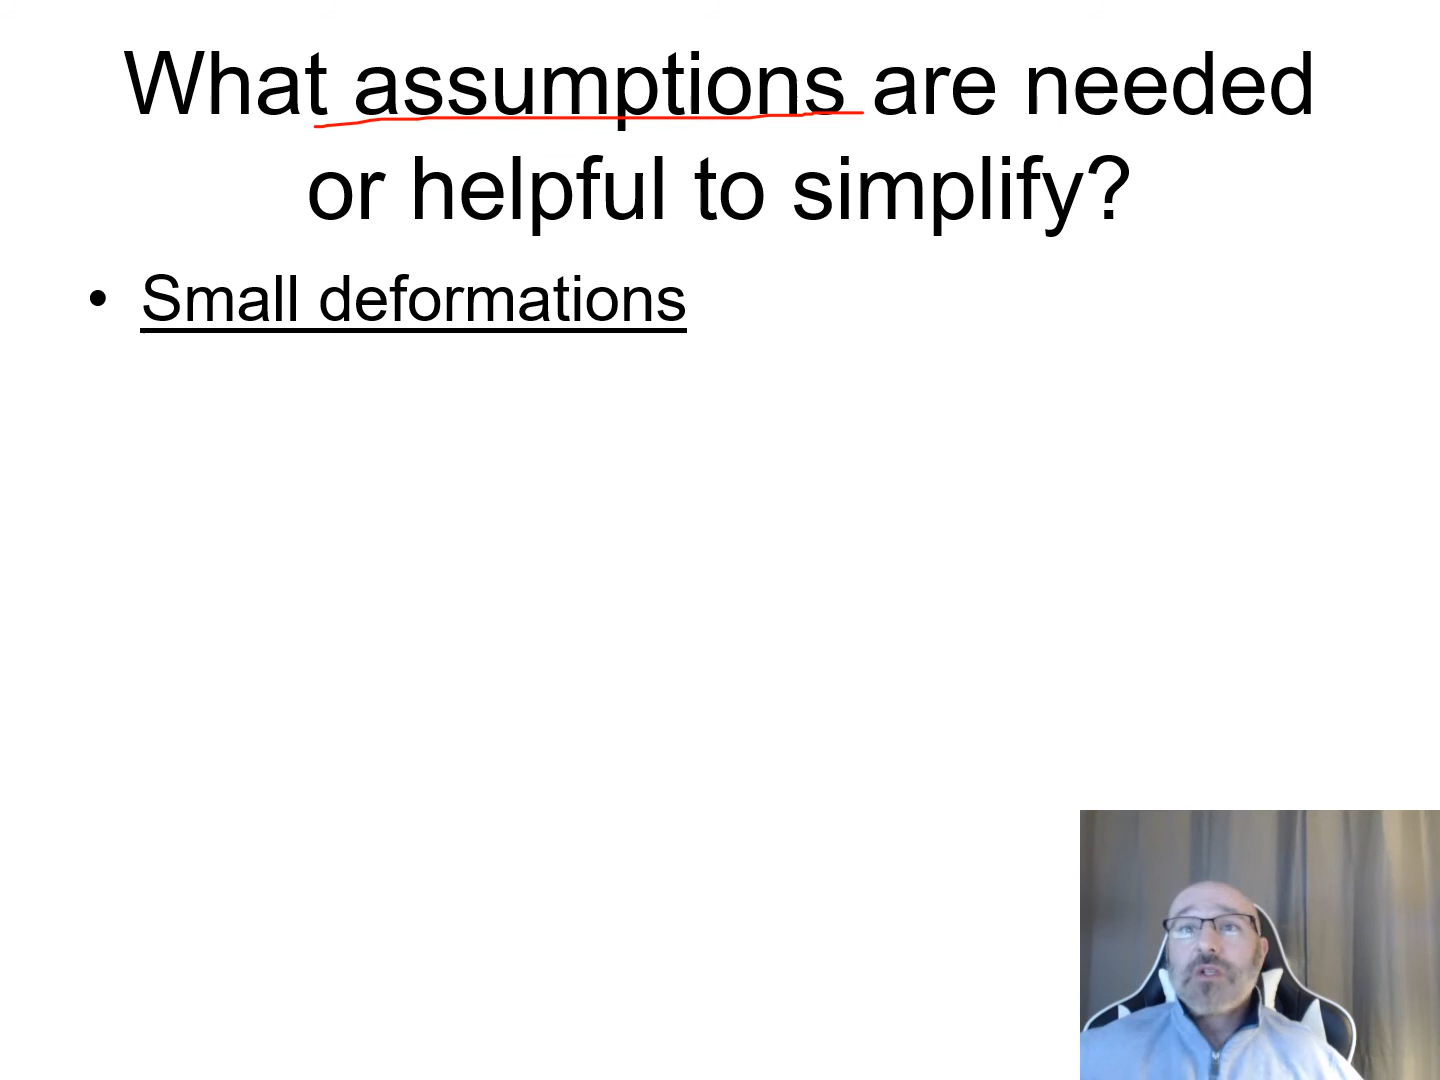 What assumptions are needed
or helpful to simplify?
• Small deformations